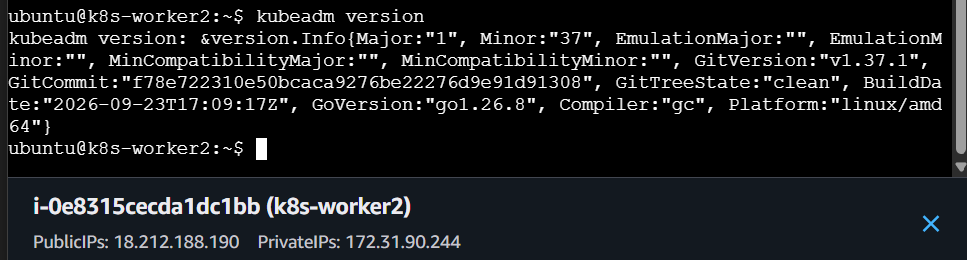 ubuntu@k8s-worker2:~$ kubeadm version
kubeadm version: &version.Info{Major:"1", Minor:"37", EmulationMajor:"", EmulationM
inor:"", MinCompatibilityMajor:"", MinCompatibilityMinor:"", GitVersion:"v1.37.1",
GitCommit:"f78e722310e50bcaca9276be22276d9e91d91308", GitTreeState:"clean", BuildDa
te:"2026-09-23T17:09:17Z", GoVersion:"go1.26.8", Compiler:"gc", Platform:"linux/amd
64"}
ubuntu@k8s-worker2:~$
i-0e8315cecda1dc1bb (k8s-worker2)
PublicIPs: 18.212.188.190 PrivateIPs: 172.31.90.244